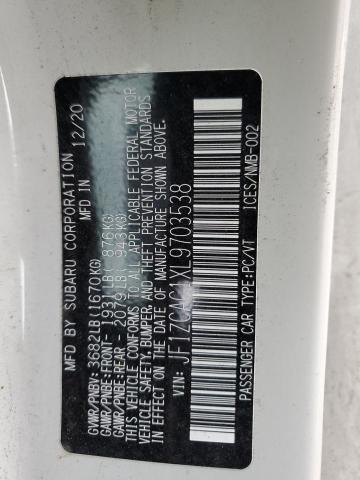 MFD BY SUBARU CORPORATION
MFD IN 12/20
GVWR/PNBV: 3682LB(1670KG)
GAWR/PNBE:FRONT- 1931LB( 876KG)
GAWR/PNBE:REAR - 2079LB( 943KG)
THIS VEHICLE CONFORMS TO ALL APPLICABLE FEDERAL MOTOR
VEHICLE SAFETY, BUMPER, AND THEFT PREVENTION STANDARDS
IN EFFECT ON THE DATE OF MANUFACTURE SHOWN ABOVE.
VIN: JF1ZCAC1XL9703538
PASSENGER CAR TYPE:PC/VT ICES/NMB-002